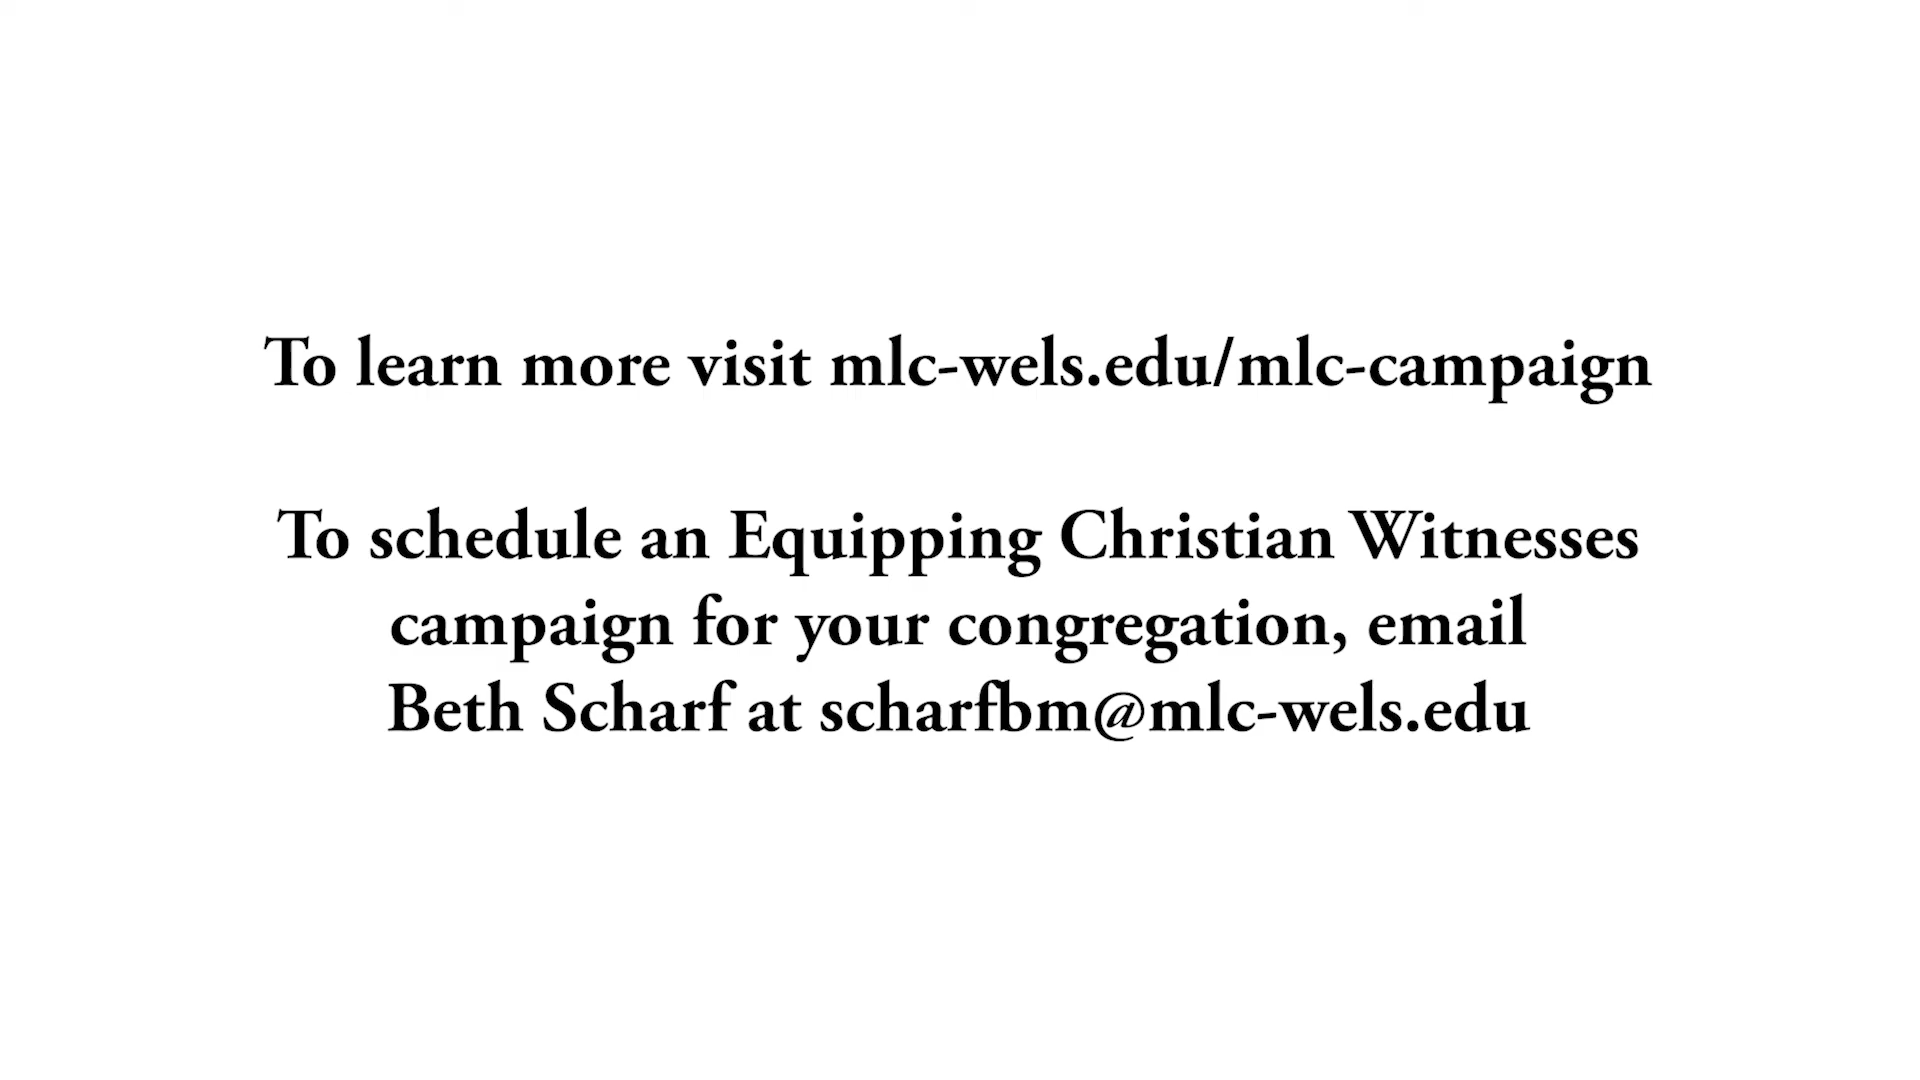 To learn more visit mlc-wels.edu/mlc-campaign
To schedule an Equipping Christian Witnesses
campaign for your congregation, email
Beth Scharf at scharfbm@mlc-wels.edu